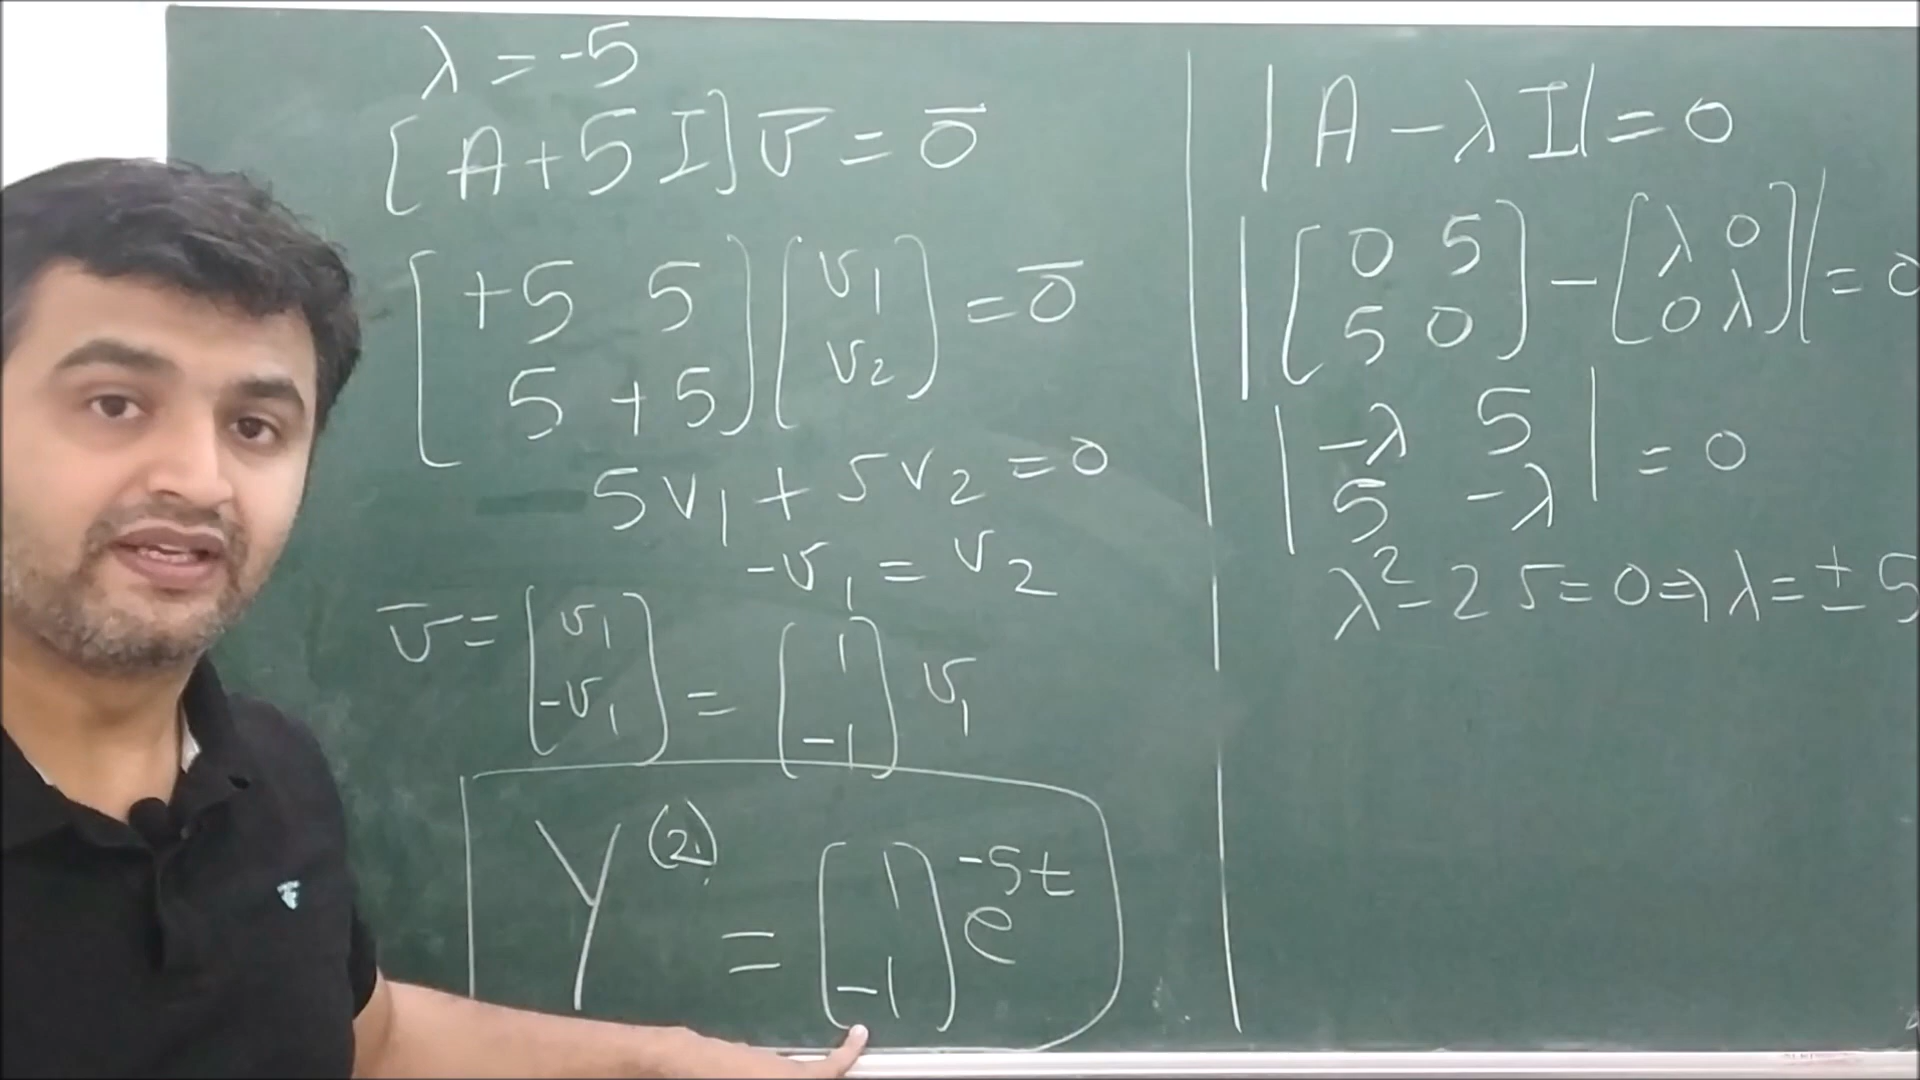 λ = -5
[A + 5 I] v̅ = 0̅
[+5 5
5 +5] [v1
v2] = 0̅
5v1 + 5v2 = 0
-v1 = v2
v̅ = [v1
-v1] = [1
-1] v1
Y(2) = [1
-1] e^-5t
|A - λI| = 0
|[0 5
5 0] - [λ 0
0 λ]| = 0
|-λ 5
5 -λ| = 0
λ² - 25 = 0 ⇒ λ = ± 5